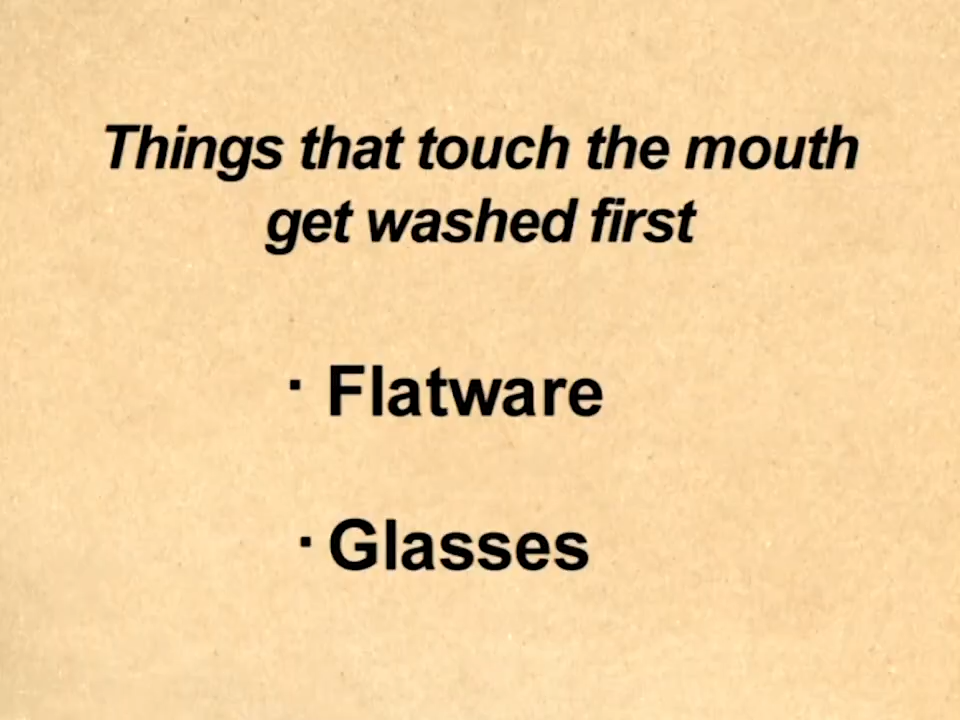 Things that touch the mouth
get washed first
· Flatware
· Glasses